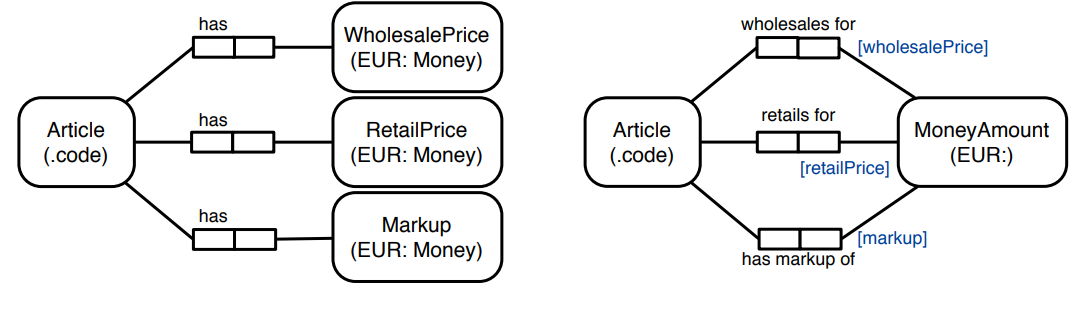 has
WholesalePrice
(EUR: Money)
has
Article
(.code)
RetailPrice
(EUR: Money)
has
Markup
(EUR: Money)
wholesales for
[wholesalePrice]
retails for
Article
(.code)
MoneyAmount
(EUR:)
[retailPrice]
[markup]
has markup of